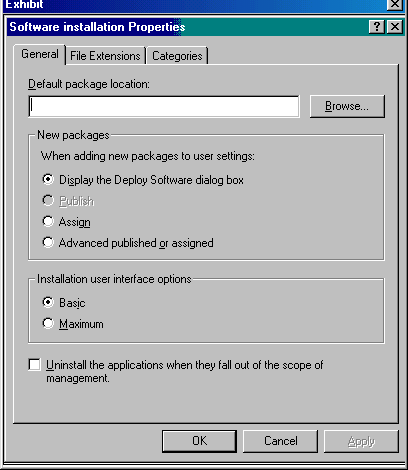 Exhibit
Software installation Properties
General
File Extensions
Categories
Default package location:
Browse...
New packages
When adding new packages to user settings:
Display the Deploy Software dialog box
Publish
Assign
Advanced published or assigned
Installation user interface options
Basic
Maximum
Uninstall the applications when they fall out of the scope of
management.
OK
Cancel
Apply